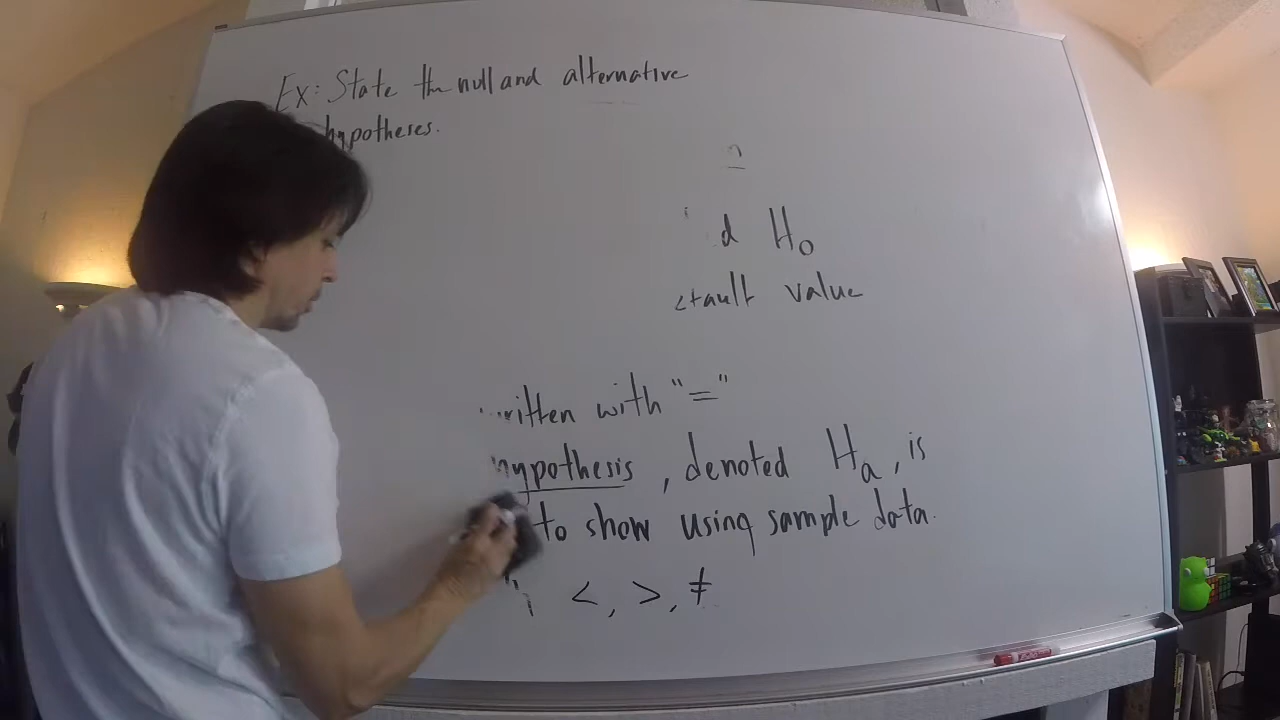 Ex: State the null and alternative
hypotheses.
d H₀
value
written with "="
hypothesis, denoted Hₐ, is
to show using sample data.
<, >, ≠